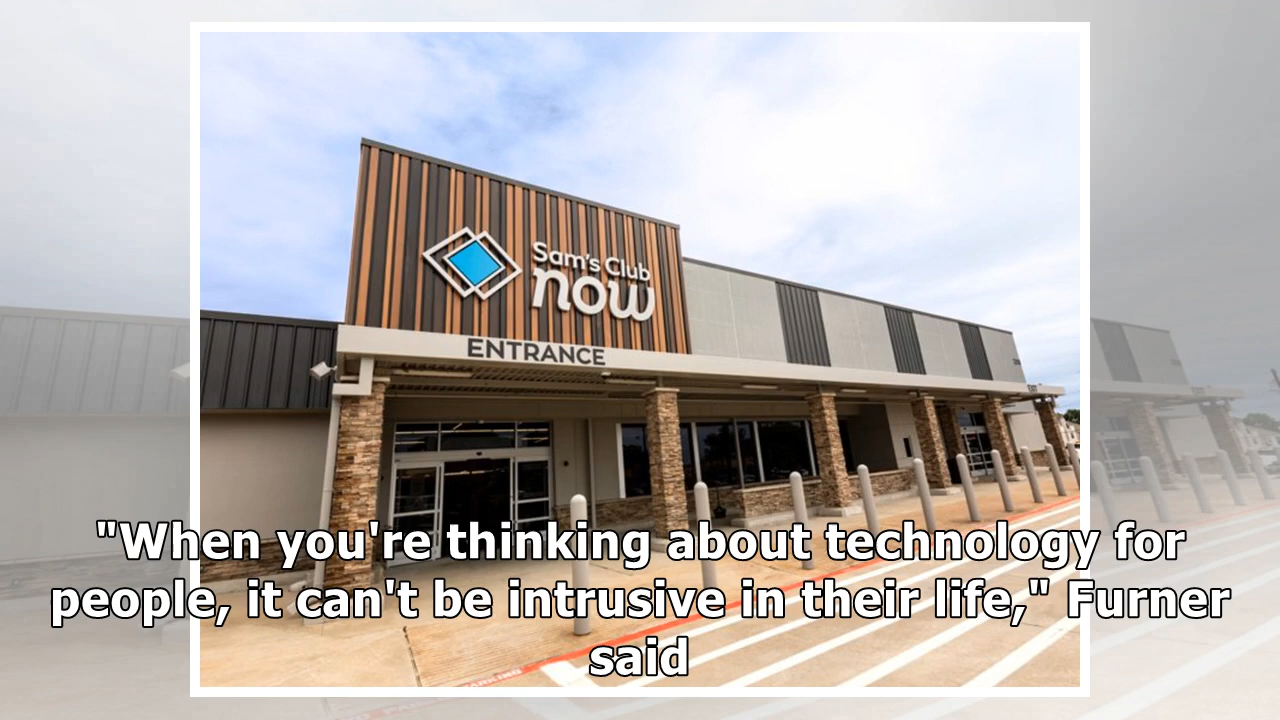 Sam's Club
now
ENTRANCE
PARKING
"When you're thinking about technology for
people, it can't be intrusive in their life," Furner
said